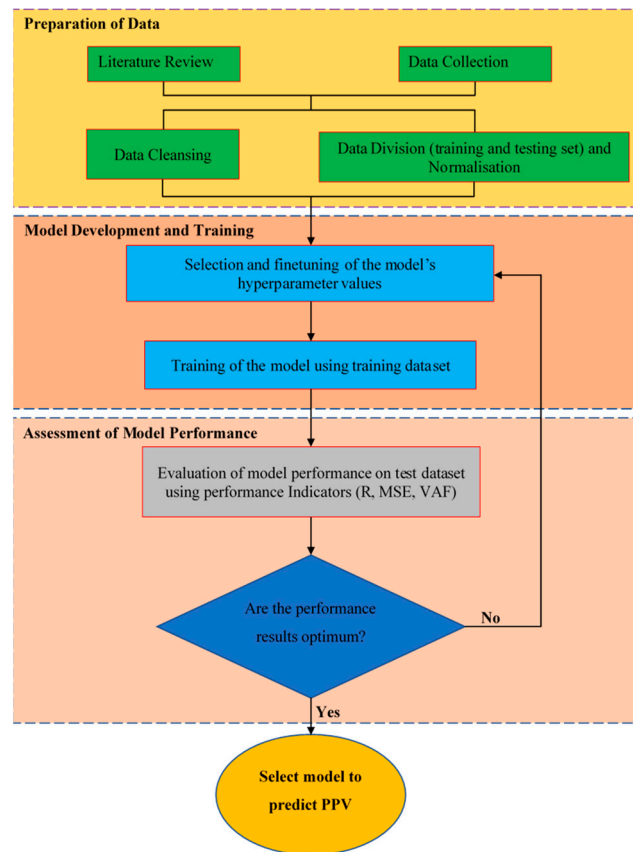 Preparation of Data
Literature Review
Data Collection
Data Cleansing
Data Division (training and testing set) and
Normalisation
Model Development and Training
Selection and finetuning of the model's
hyperparameter values
Training of the model using training dataset
Assessment of Model Performance
Evaluation of model performance on test dataset
using performance Indicators (R, MSE, VAF)
Are the performance
results optimum?
No
Yes
Select model to
predict PPV